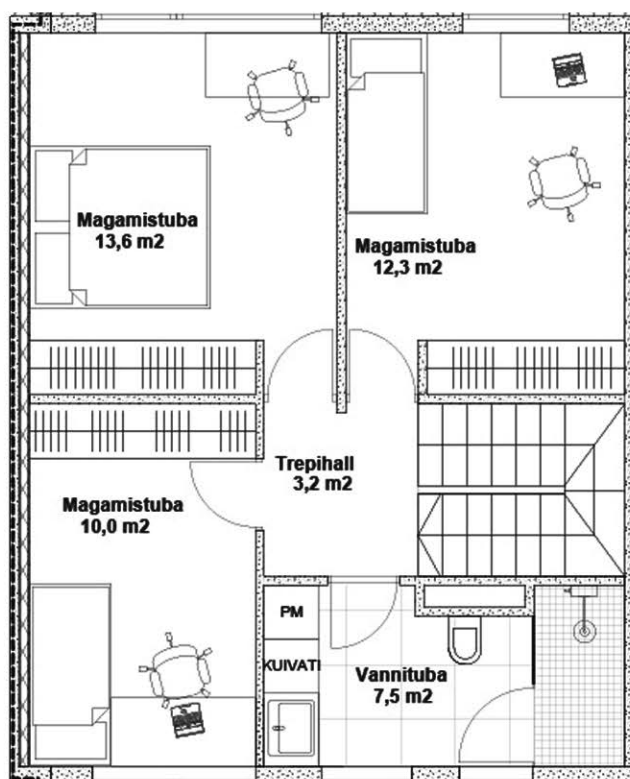 Magamistuba
13,6 m2
Magamistuba
12,3 m2
Trepihall
3,2 m2
Magamistuba
10,0 m2
PM
KUIVATI
Vannituba
7,5 m2